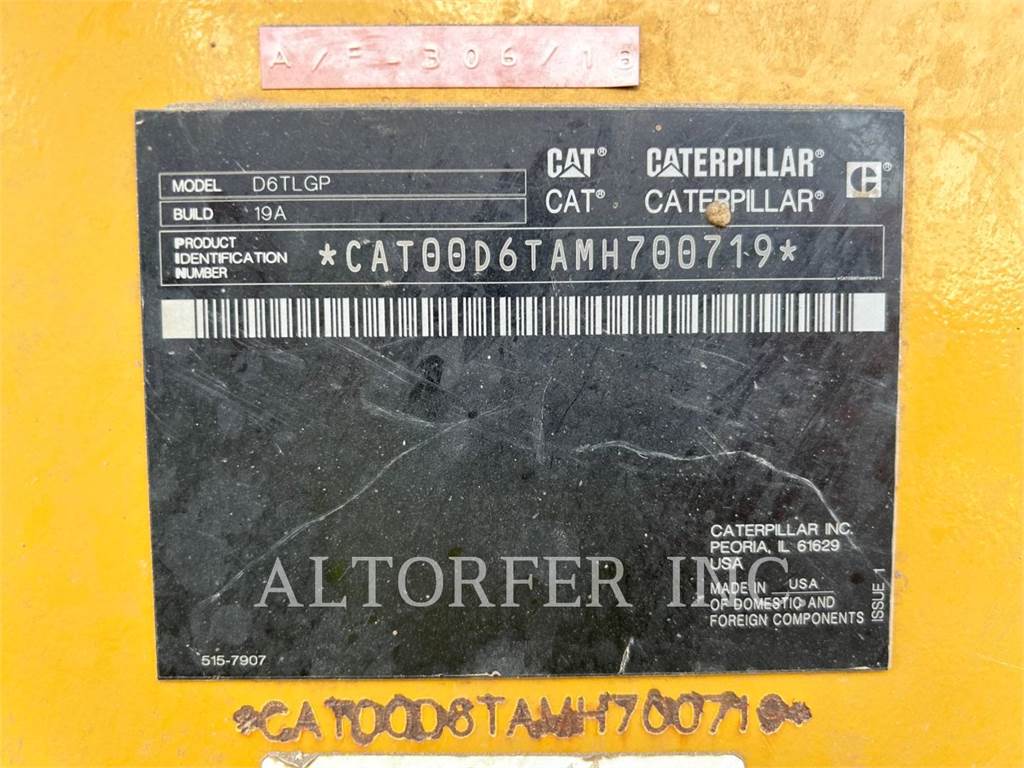 A/F-306/16
CAT® CATERPILLAR®
CAT® CATERPILLAR®
MODEL D6TLGP
BUILD 19A
PRODUCT
IDENTIFICATION
NUMBER
*CAT00D6TAMH700719*
CATERPILLAR INC.
PEORIA, IL 61629
USA
MADE IN USA
OF DOMESTIC AND
FOREIGN COMPONENTS
ISSUE 1
ALTORFER INC.
515-7907
*CAT00D6TAMH700719*